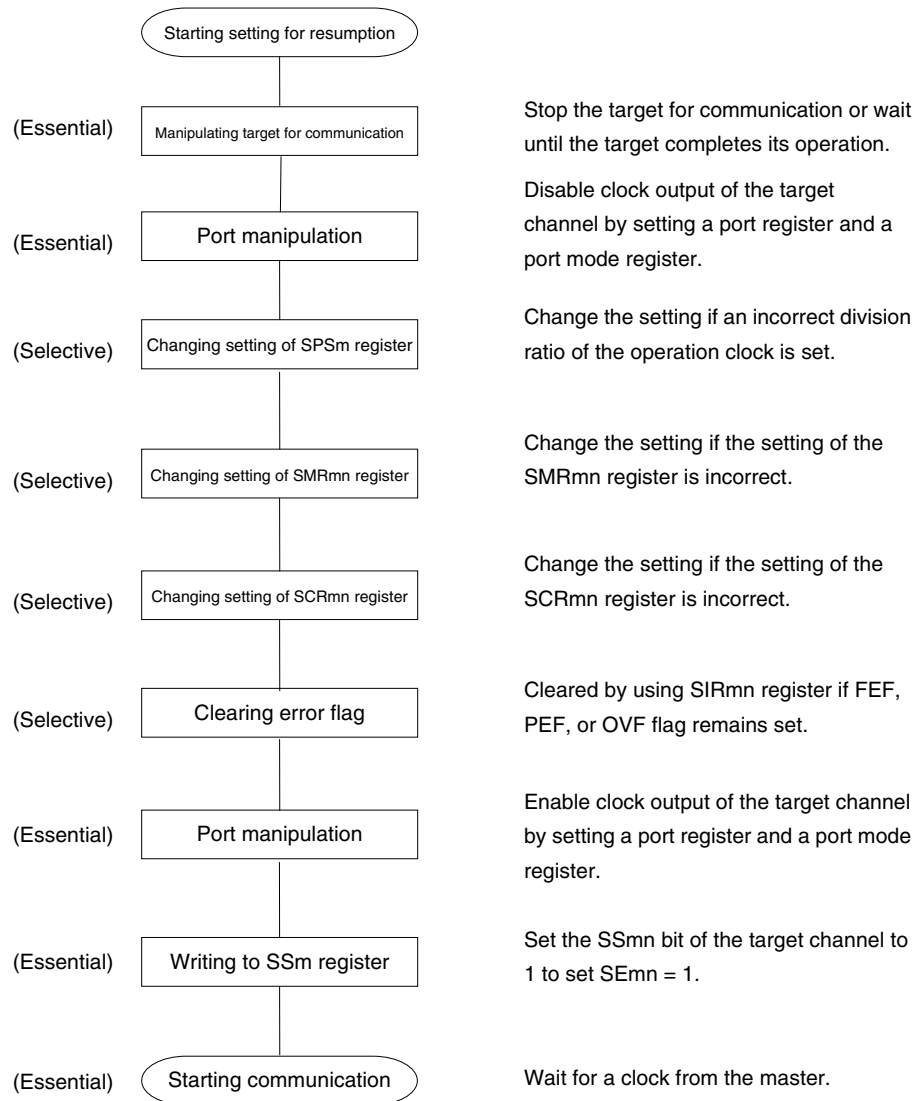 Starting setting for resumption
(Essential)
Manipulating target for communication
Stop the target for communication or wait
until the target completes its operation.
(Essential)
Port manipulation
Disable clock output of the target
channel by setting a port register and a
port mode register.
(Selective)
Changing setting of SPSm register
Change the setting if an incorrect division
ratio of the operation clock is set.
(Selective)
Changing setting of SMRmn register
Change the setting if the setting of the
SMRmn register is incorrect.
(Selective)
Changing setting of SCRmn register
Change the setting if the setting of the
SCRmn register is incorrect.
(Selective)
Clearing error flag
Cleared by using SIRmn register if FEF,
PEF, or OVF flag remains set.
(Essential)
Port manipulation
Enable clock output of the target channel
by setting a port register and a port mode
register.
(Essential)
Writing to SSm register
Set the SSmn bit of the target channel to
1 to set SEmn = 1.
(Essential)
Starting communication
Wait for a clock from the master.